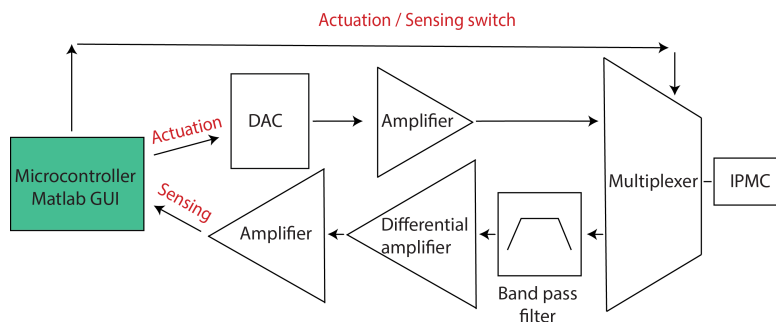 Actuation / Sensing switch
Actuation
DAC
Amplifier
Microcontroller
Matlab GUI
Multiplexer
IPMC
Sensing
Amplifier
Differential
amplifier
Band pass
filter